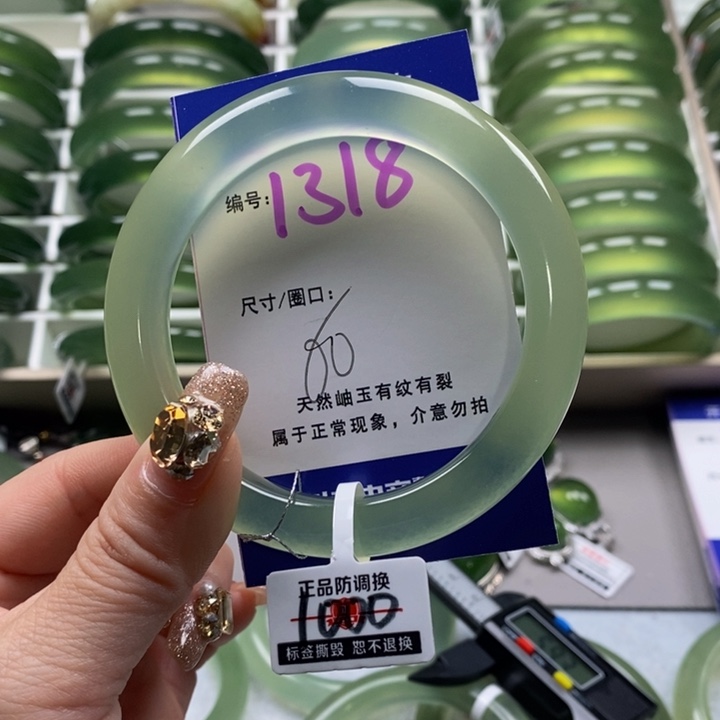 编号:1318
尺寸/圈口:
60
天然岫玉有纹有裂
属于正常现象，介意勿拍
正品防调换
1000
标签撕毁 恕不退换